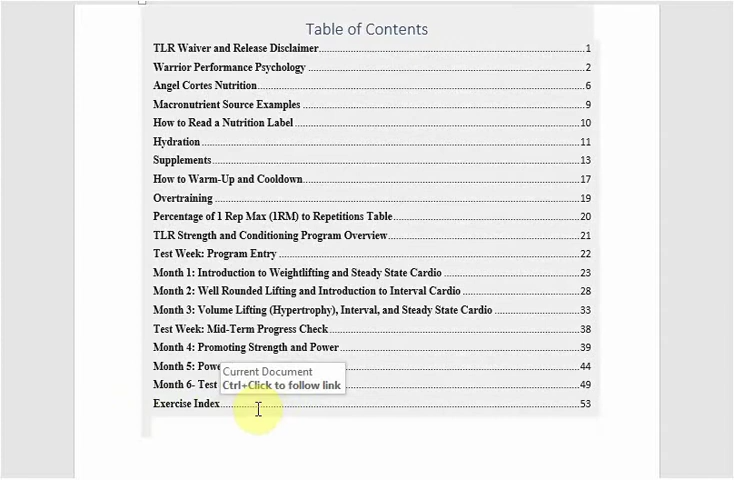 Table of Contents
TLR Waiver and Release Disclaimer 1
Warrior Performance Psychology 2
Angel Cortes Nutrition 6
Macronutrient Source Examples 9
How to Read a Nutrition Label 10
Hydration 11
Supplements 13
How to Warm-Up and Cooldown 17
Overtraining 19
Percentage of 1 Rep Max (1RM) to Repetitions Table 20
TLR Strength and Conditioning Program Overview 21
Test Week: Program Entry 22
Month 1: Introduction to Weightlifting and Steady State Cardio 23
Month 2: Well Rounded Lifting and Introduction to Interval Cardio 28
Month 3: Volume Lifting (Hypertrophy), Interval, and Steady State Cardio 33
Test Week: Mid-Term Progress Check 38
Month 4: Promoting Strength and Power 39
Month 5: 44
Current Document
Month 6- Test 49
Ctrl+Click to follow link
Exercise Index 53